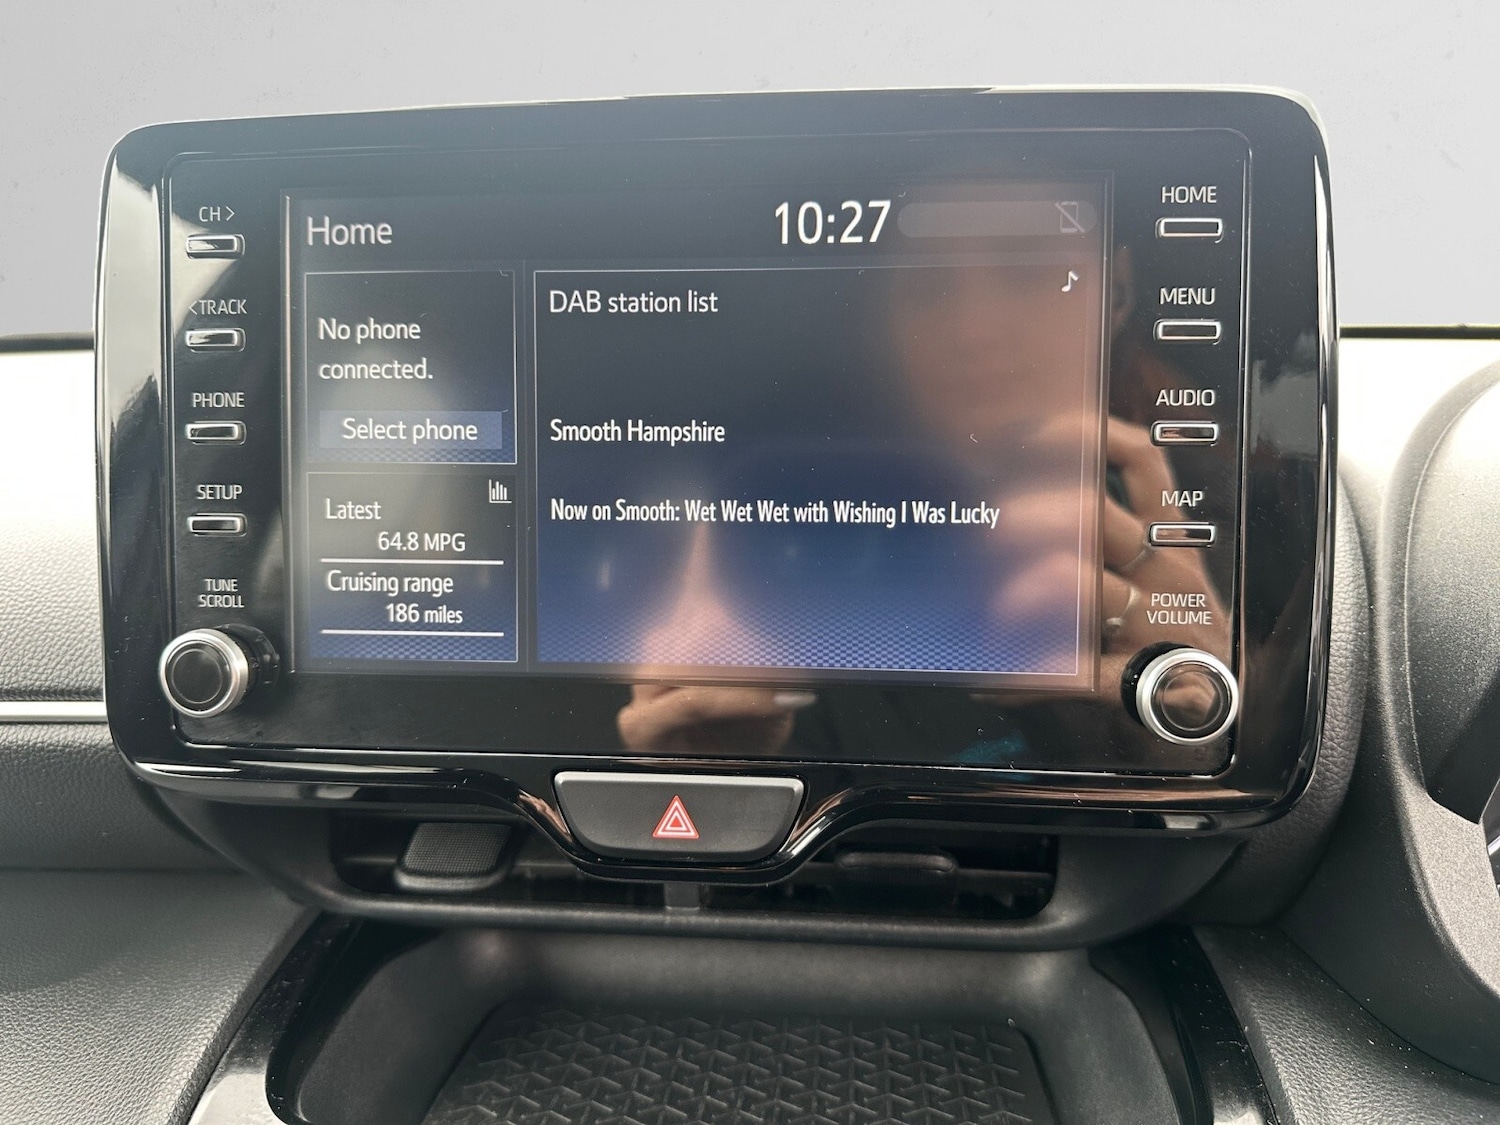 CH >
<TRACK
PHONE
SETUP
TUNE
SCROLL
Home
10:27
No phone
connected.
Select phone
Latest
64.8 MPG
Cruising range
186 miles
DAB station list
Smooth Hampshire
Now on Smooth: Wet Wet Wet with Wishing I Was Lucky
HOME
MENU
AUDIO
MAP
POWER
VOLUME